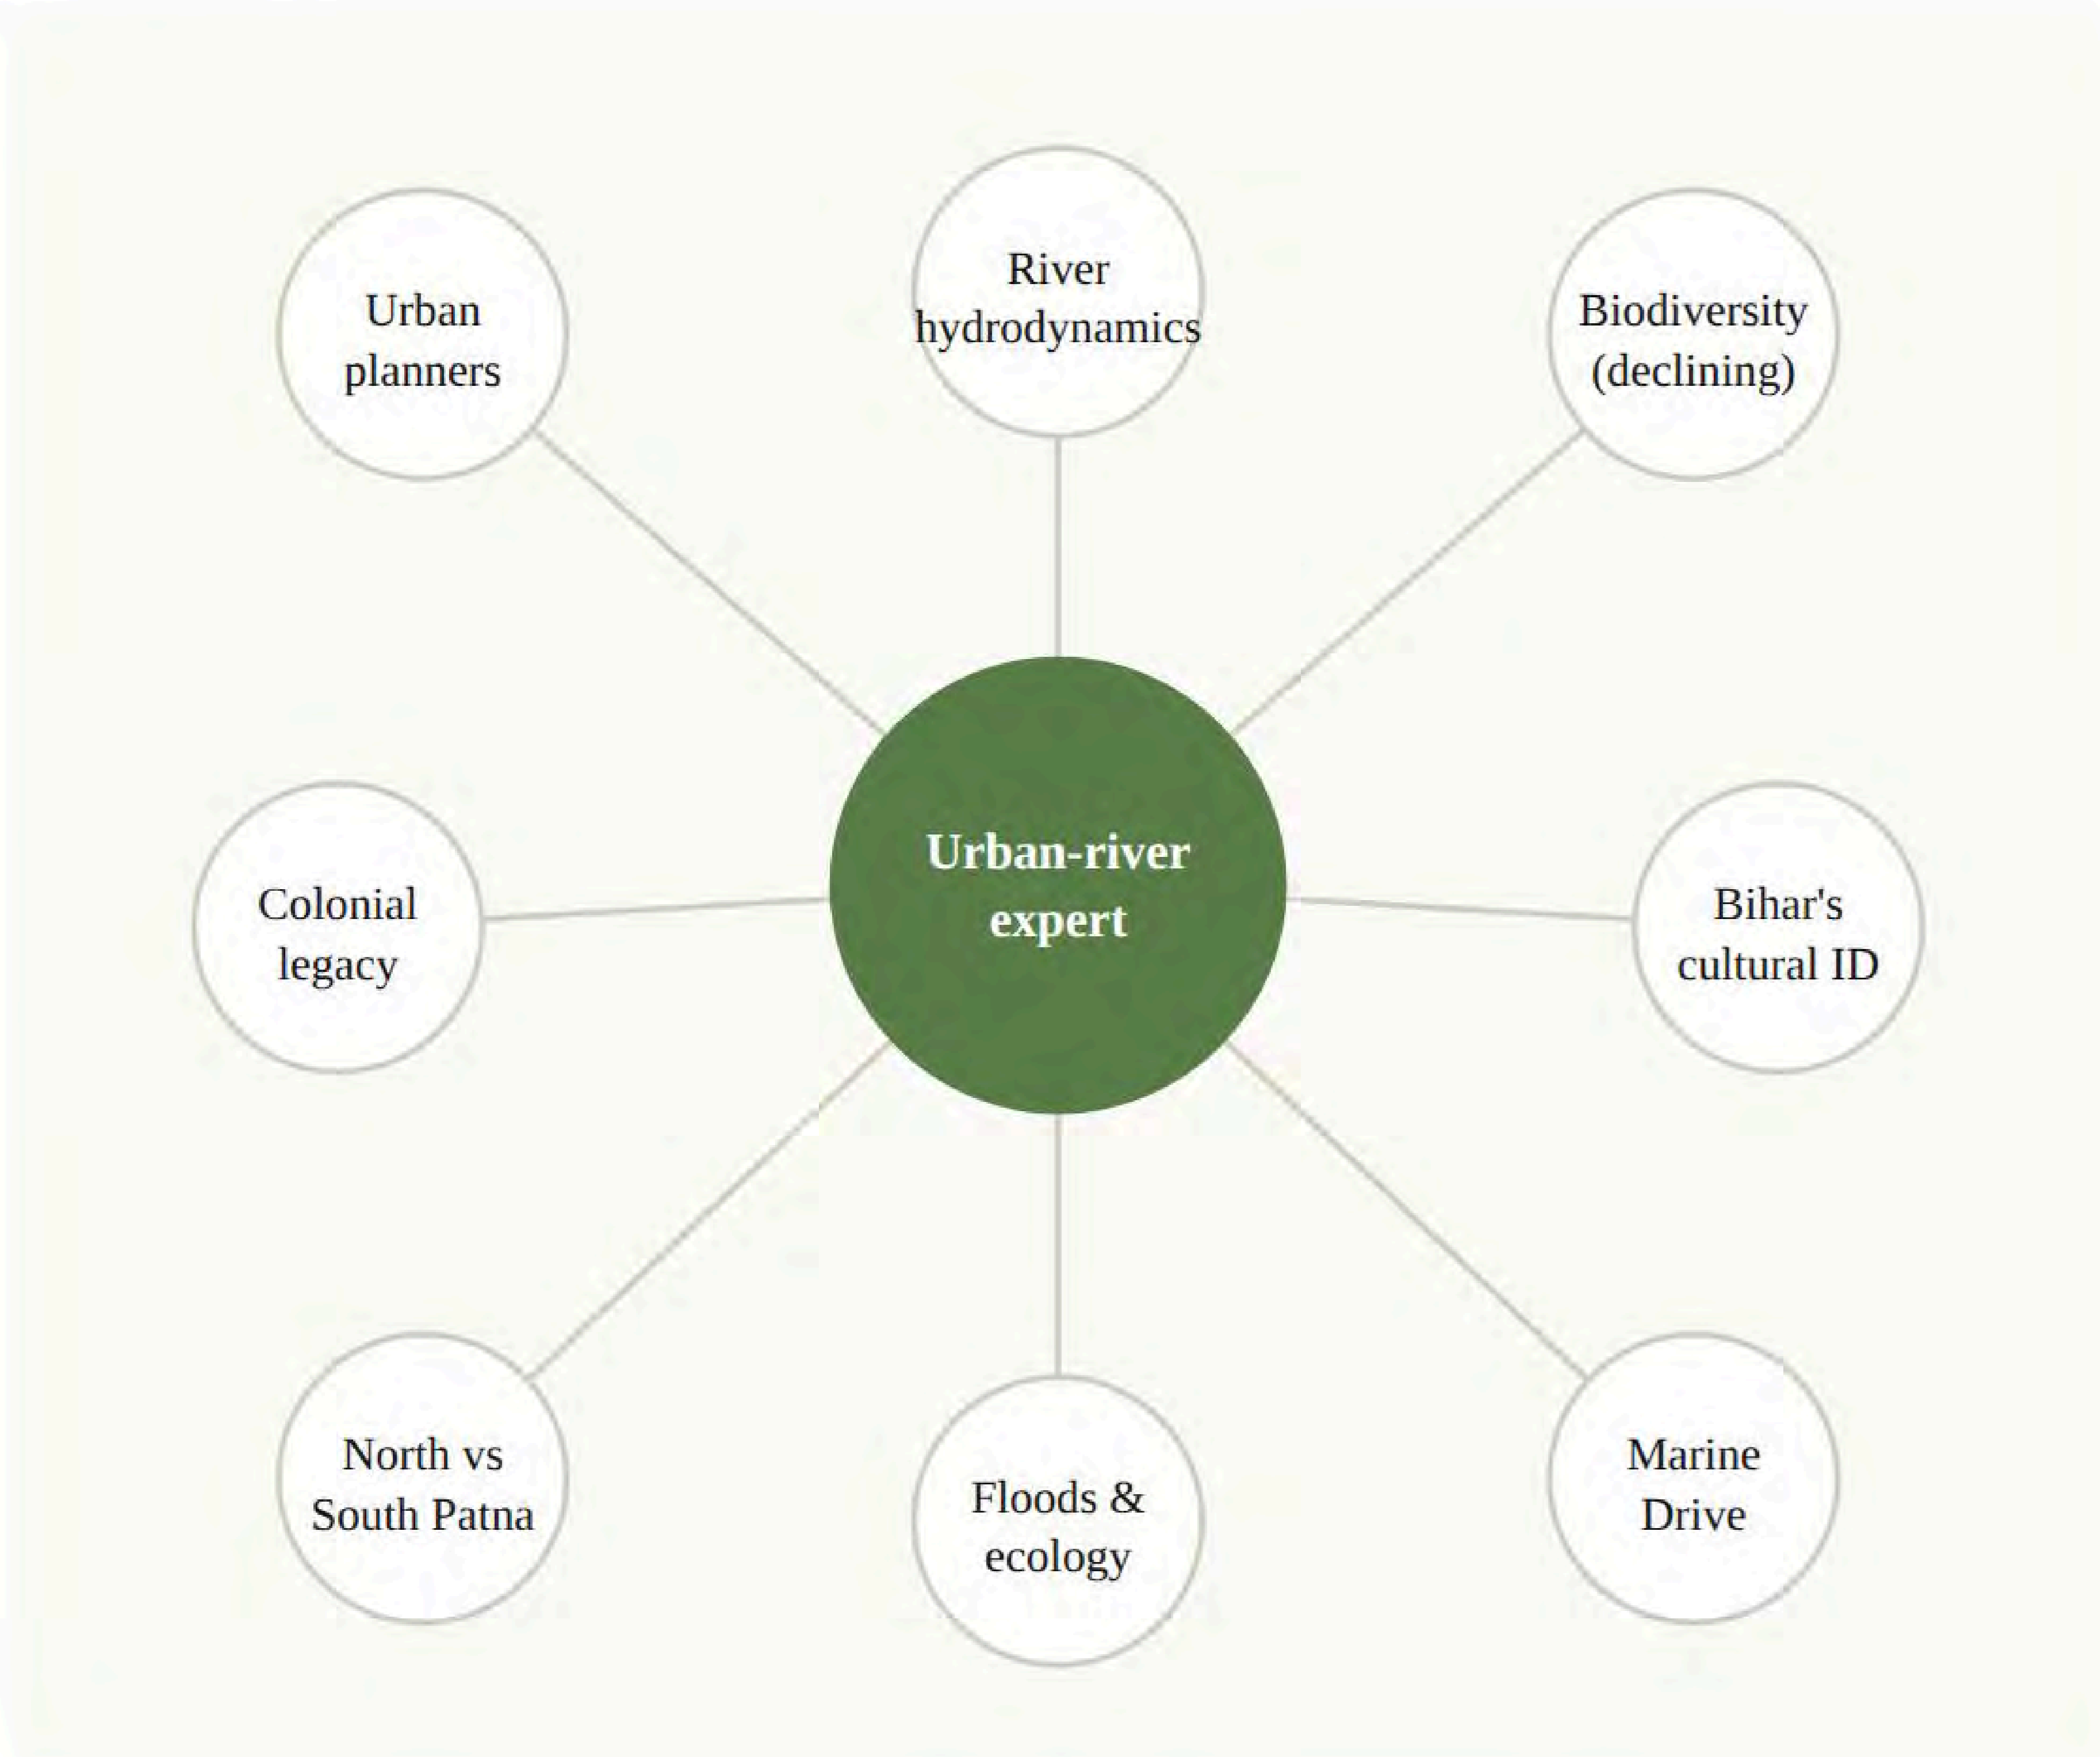 Urban
planners
River
hydrodynamics
Biodiversity
(declining)
Colonial
legacy
Urban-river
expert
Bihar's
cultural ID
North vs
South Patna
Floods &
ecology
Marine
Drive